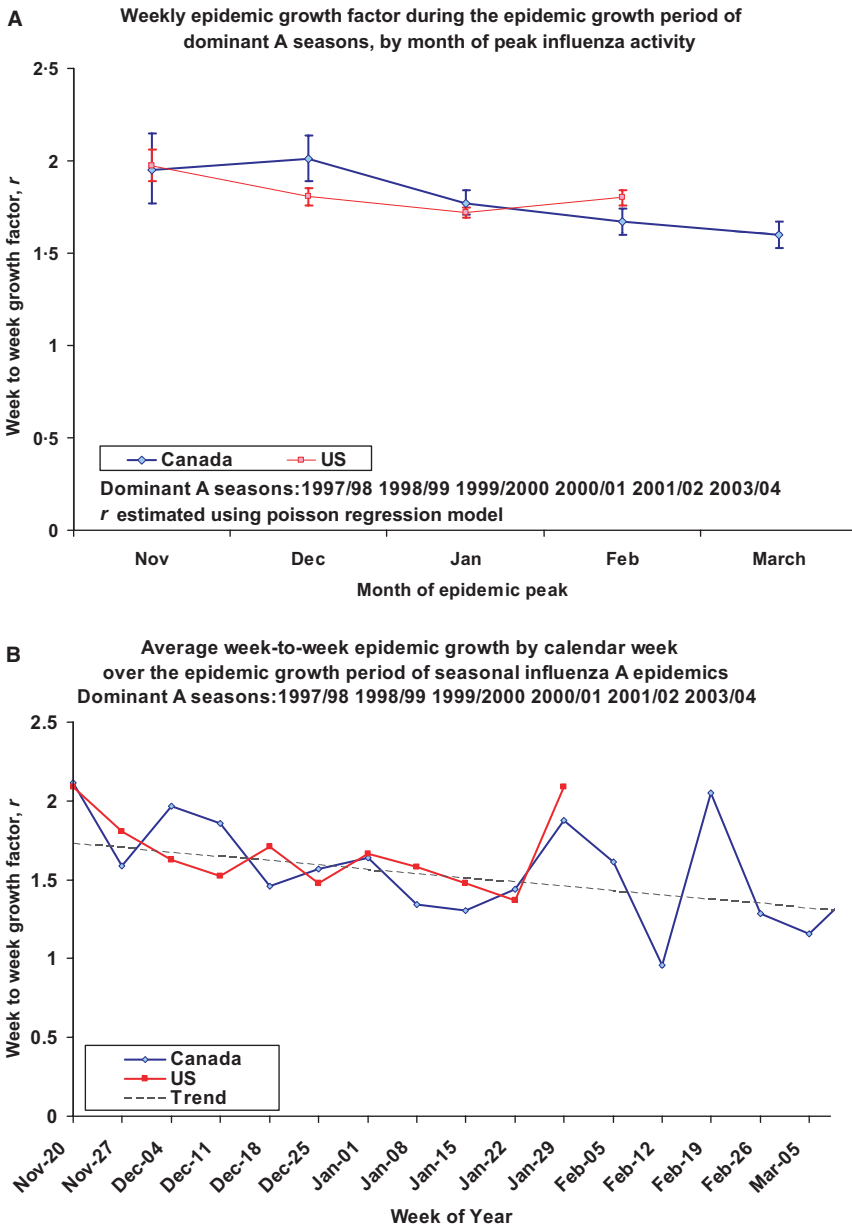 A
Weekly epidemic growth factor during the epidemic growth period of
dominant A seasons, by month of peak influenza activity
Week to week growth factor, r
2·5
2
1·5
1
0·5
0
Canada
US
Dominant A seasons:1997/98 1998/99 1999/2000 2000/01 2001/02 2003/04
r estimated using poisson regression model
Nov
Dec
Jan
Feb
March
Month of epidemic peak
B
Average week-to-week epidemic growth by calendar week
over the epidemic growth period of seasonal influenza A epidemics
Dominant A seasons:1997/98 1998/99 1999/2000 2000/01 2001/02 2003/04
Week to week growth factor, r
2.5
2
1.5
1
0.5
0
Canada
US
Trend
Nov-20
Nov-27
Dec-04
Dec-11
Dec-18
Dec-25
Jan-01
Jan-08
Jan-15
Jan-22
Jan-29
Feb-05
Feb-12
Feb-19
Feb-26
Mar-05
Week of Year